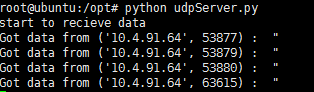 root@ubuntu:/opt# python udpServer.py
start to recieve data
Got data from ('10.4.91.64', 53877) :  "
Got data from ('10.4.91.64', 53879) :  "
Got data from ('10.4.91.64', 53880) :  "
Got data from ('10.4.91.64', 63615) :  "